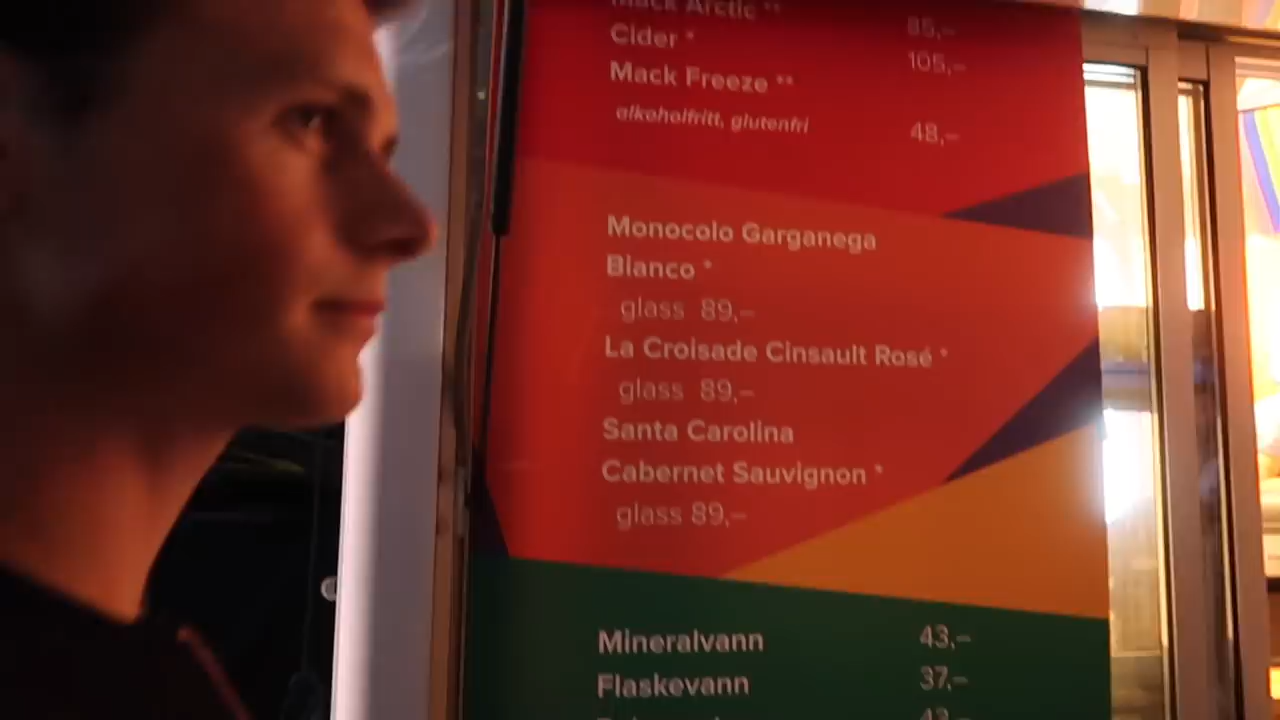 Mack Arctic ** 85,–
Cider * 105,–
Mack Freeze **
alkoholfritt, glutenfri 48,–
Monocolo Garganega
Bianco *
glass 89,–
La Croisade Cinsault Rosé *
glass 89,–
Santa Carolina
Cabernet Sauvignon *
glass 89,–
Mineralvann 43,–
Flaskevann 37,–